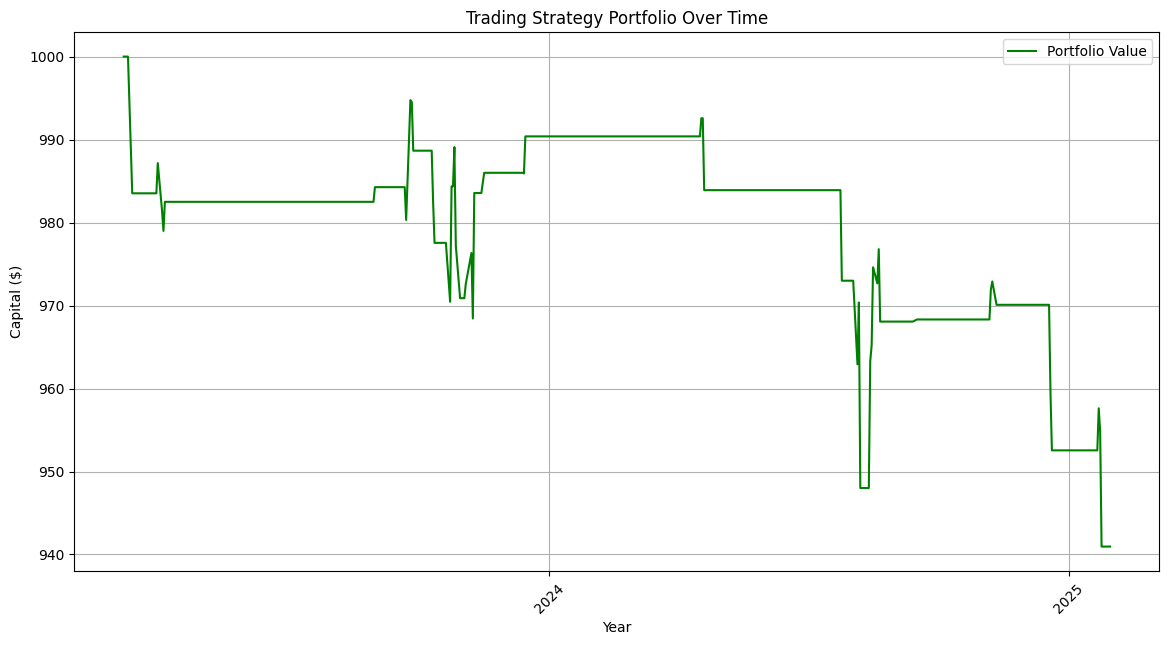 Trading Strategy Portfolio Over Time
Portfolio Value
Capital ($)
1000
990
980
970
960
950
940
2024
2025
Year